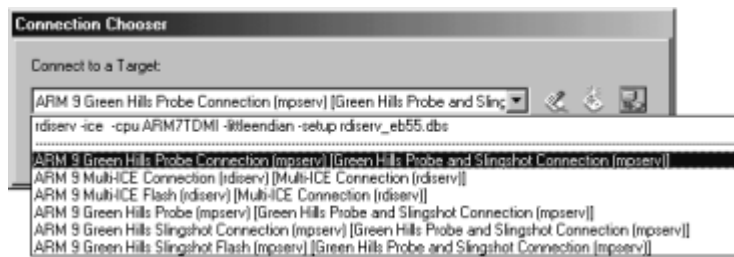 Connection Chooser
Connect to a Target:
ARM 9 Green Hills Probe Connection (mpserv) [Green Hills Probe and Sling
rdiserv -ice -cpu ARM7TDMI -littleendian -setup rdiserv_eb55.dbs
ARM 9 Green Hills Probe Connection (mpserv) [Green Hills Probe and Slingshot Connection (mpserv)]
ARM 9 Multi-ICE Connection (rdiserv) [Multi-ICE Connection (rdiserv)]
ARM 9 Multi-ICE Flash (rdiserv) [Multi-ICE Connection (rdiserv)]
ARM 9 Green Hills Probe (mpserv) [Green Hills Probe and Slingshot Connection (mpserv)]
ARM 9 Green Hills Slingshot Connection (mpserv) [Green Hills Probe and Slingshot Connection (mpserv)]
ARM 9 Green Hills Slingshot Flash (mpserv) [Green Hills Probe and Slingshot Connection (mpserv)]